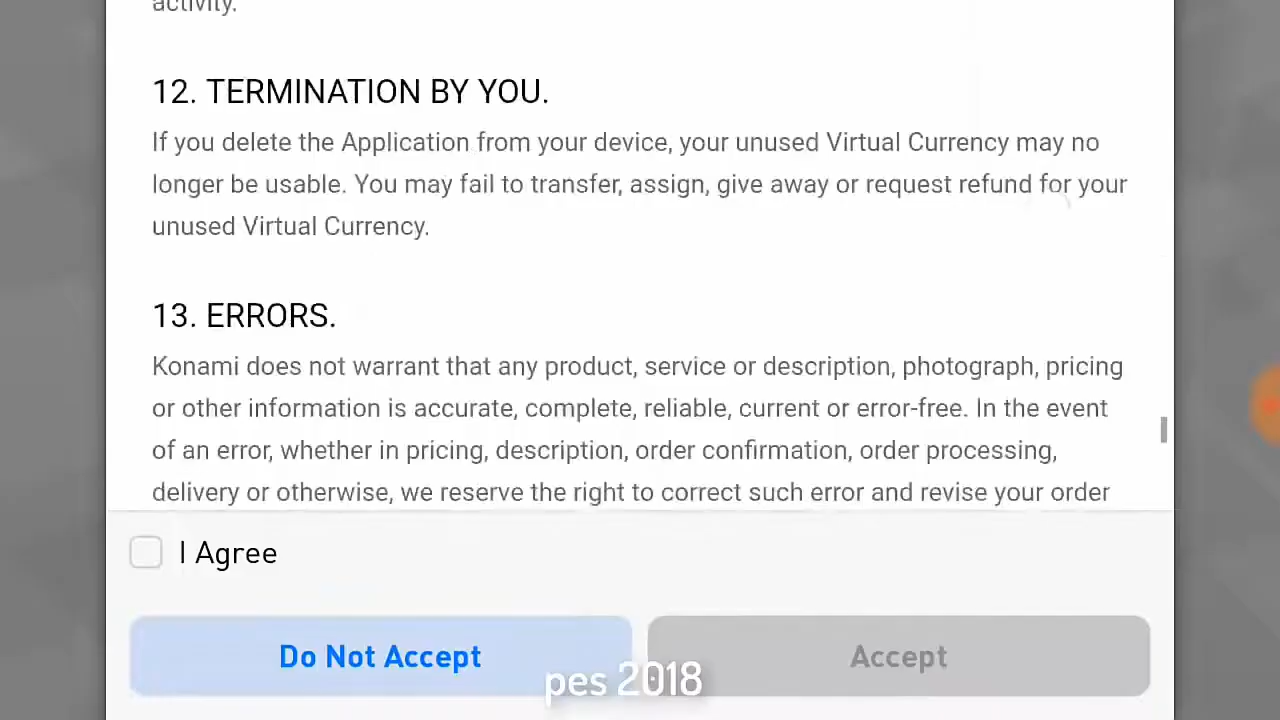 activity.
12. TERMINATION BY YOU.
If you delete the Application from your device, your unused Virtual Currency may no
longer be usable. You may fail to transfer, assign, give away or request refund for your
unused Virtual Currency.
13. ERRORS.
Konami does not warrant that any product, service or description, photograph, pricing
or other information is accurate, complete, reliable, current or error-free. In the event
of an error, whether in pricing, description, order confirmation, order processing,
delivery or otherwise, we reserve the right to correct such error and revise your order
I Agree
Do Not Accept
Accept
pes 2018